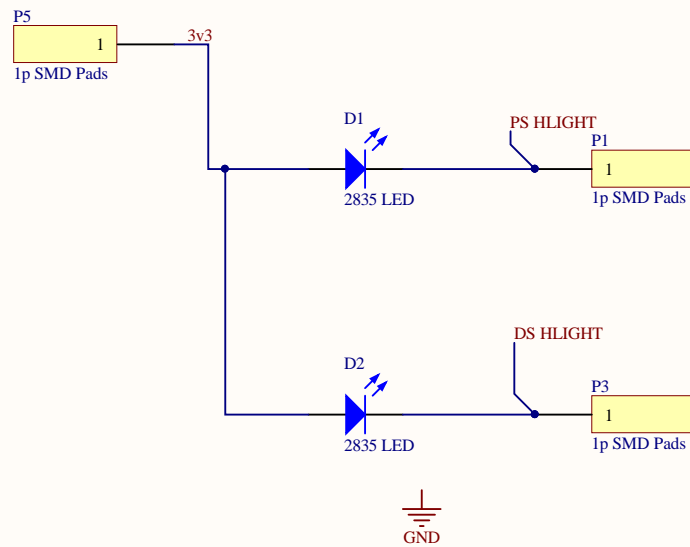 P5
1
3v3
1p SMD Pads
D1
PS HLIGHT
P1
1
2835 LED
1p SMD Pads
DS HLIGHT
D2
P3
1
2835 LED
1p SMD Pads
GND